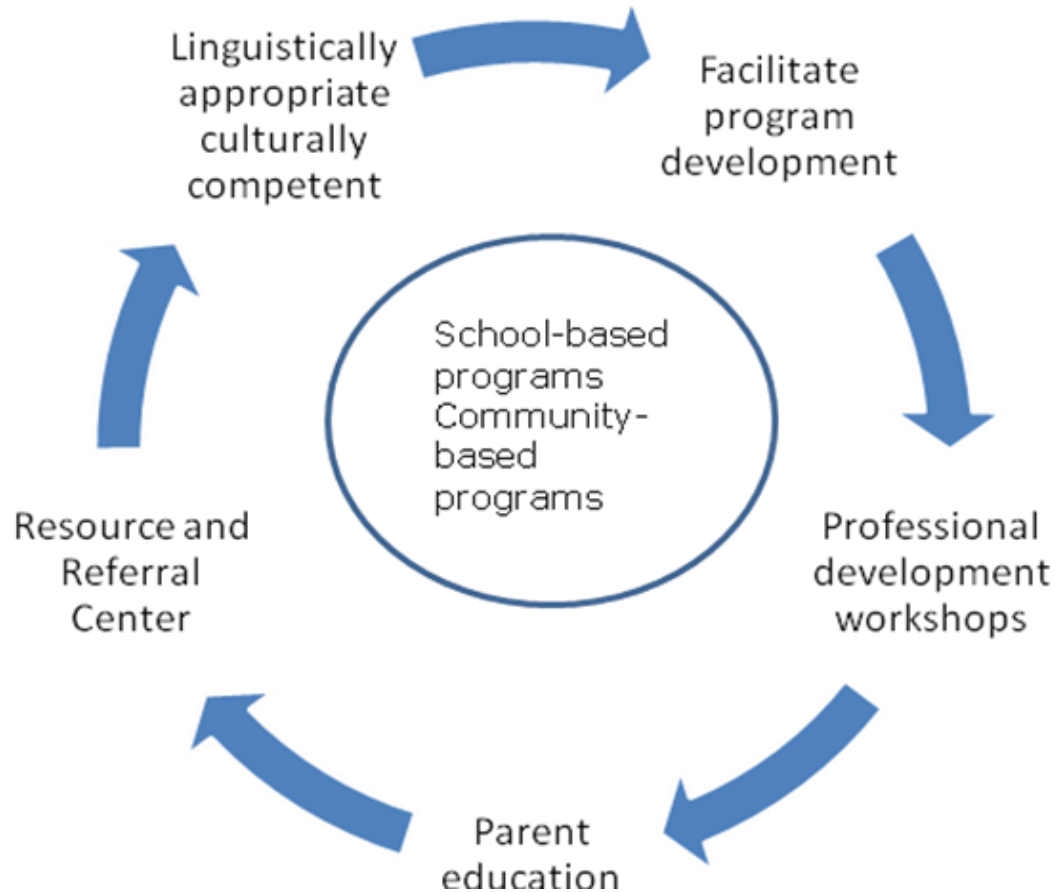 Linguistically
appropriate
culturally
competent
Facilitate
program
development
School-based
programs
Community-
based
programs
Professional
development
workshops
Parent
education
Resource and
Referral
Center